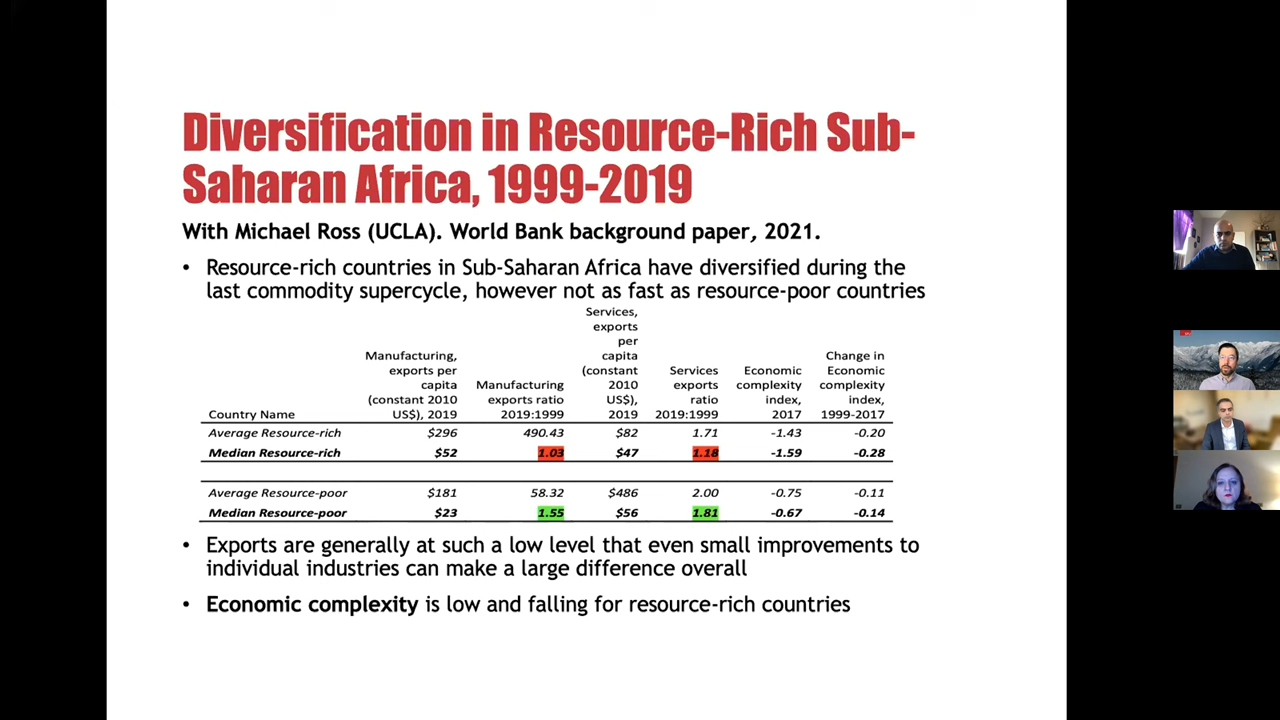 Diversification in Resource-Rich Sub-
Saharan Africa, 1999-2019
With Michael Ross (UCLA). World Bank background paper, 2021.
• Resource-rich countries in Sub-Saharan Africa have diversified during the
last commodity supercycle, however not as fast as resource-poor countries
Services,
exports
per
Manufacturing, capita Change in
exports per (constant Services Economic Economic
capita Manufacturing 2010 exports complexity complexity
(constant 2010 exports ratio US$), ratio index, index,
Country Name US$), 2019 2019:1999 2019 2019:1999 2017 1999-2017
Average Resource-rich $296 490.43 $82 1.71 -1.43 -0.20
Median Resource-rich $52 1.03 $47 1.18 -1.59 -0.28
Average Resource-poor $181 58.32 $486 2.00 -0.75 -0.11
Median Resource-poor $23 1.55 $56 1.81 -0.67 -0.14
• Exports are generally at such a low level that even small improvements to
individual industries can make a large difference overall
• Economic complexity is low and falling for resource-rich countries